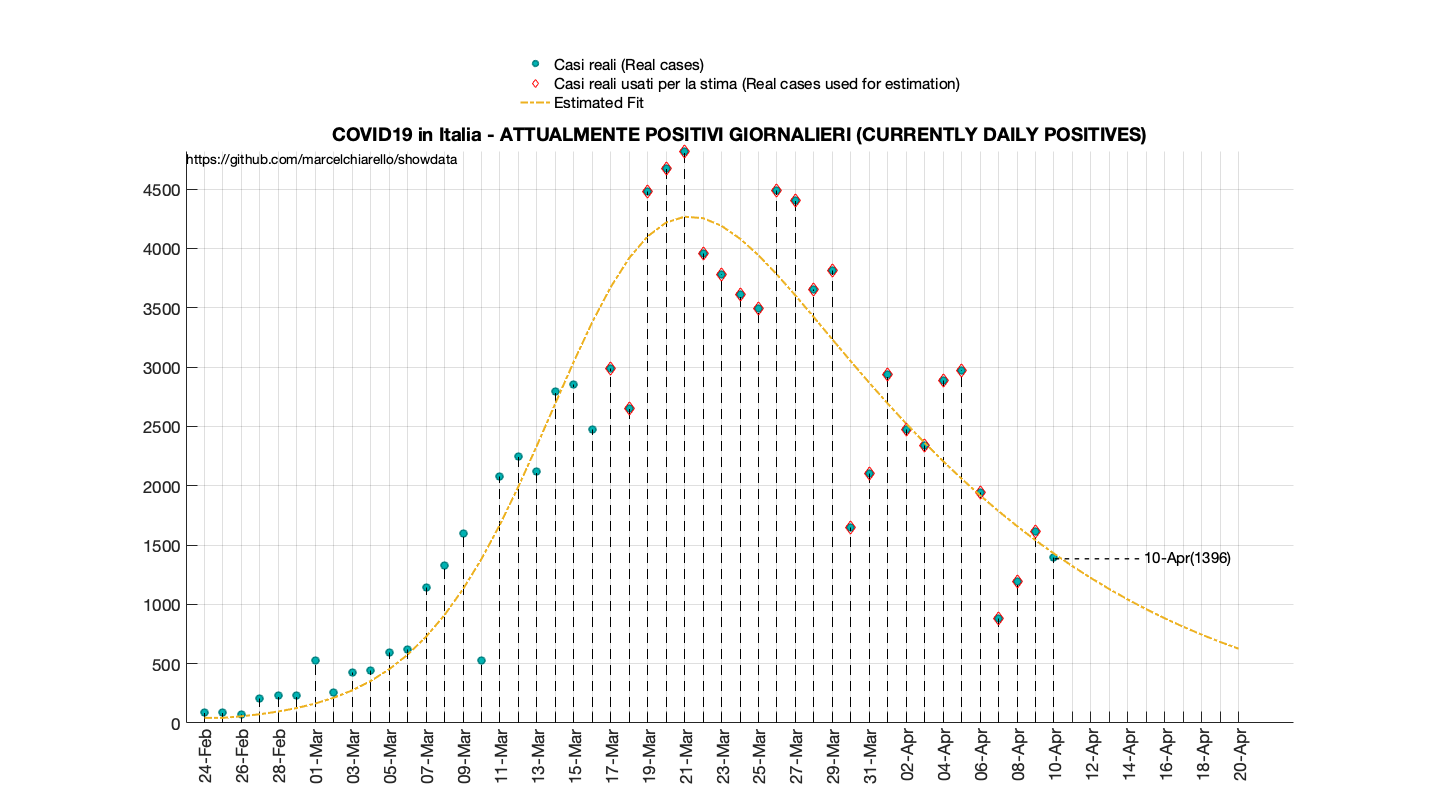 Casi reali (Real cases)
Casi reali usati per la stima (Real cases used for estimation)
Estimated Fit
COVID19 in Italia - ATTUALMENTE POSITIVI GIORNALIERI (CURRENTLY DAILY POSITIVES)
https://github.com/marcelchiarello/showdata
4500
4000
3500
3000
2500
2000
1500
1000
500
0
10-Apr(1396)
24-Feb
26-Feb
28-Feb
01-Mar
03-Mar
05-Mar
07-Mar
09-Mar
11-Mar
13-Mar
15-Mar
17-Mar
19-Mar
21-Mar
23-Mar
25-Mar
27-Mar
29-Mar
31-Mar
02-Apr
04-Apr
06-Apr
08-Apr
10-Apr
12-Apr
14-Apr
16-Apr
18-Apr
20-Apr